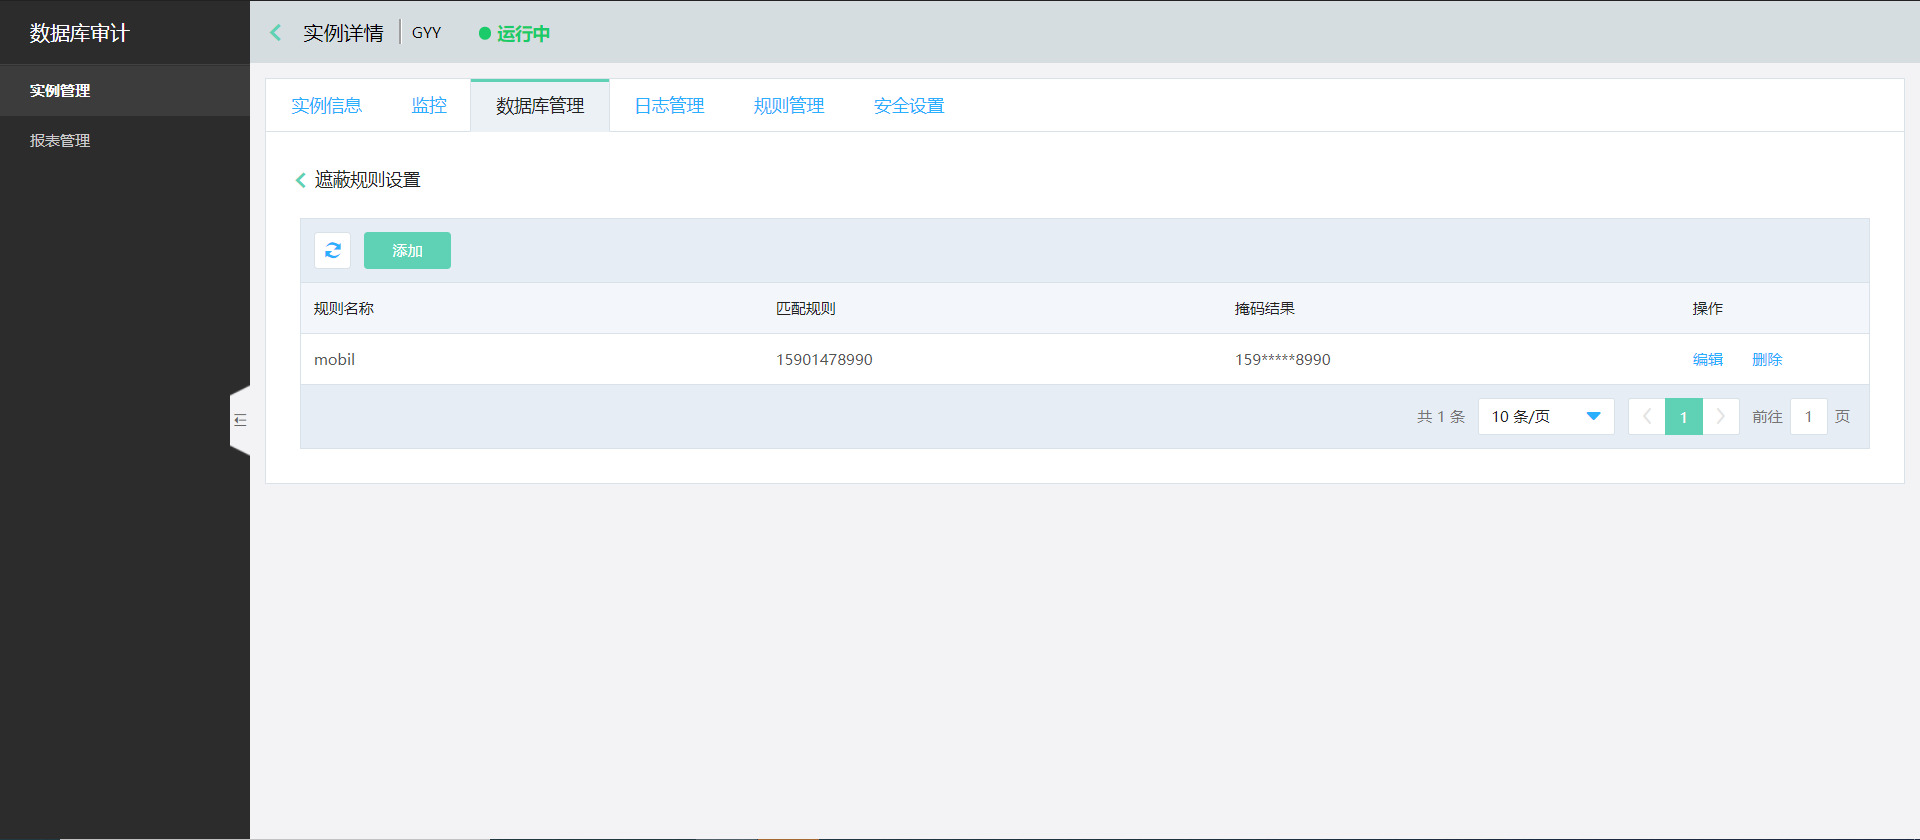 数据库审计
实例管理
报表管理
实例详情 GYY 运行中
实例信息 监控 数据库管理 日志管理 规则管理 安全设置
遮蔽规则设置
添加
规则名称 匹配规则 掩码结果 操作
mobil 15901478990 159*****8990 编辑 删除
共 1 条 10 条/页 1 前往 1 页